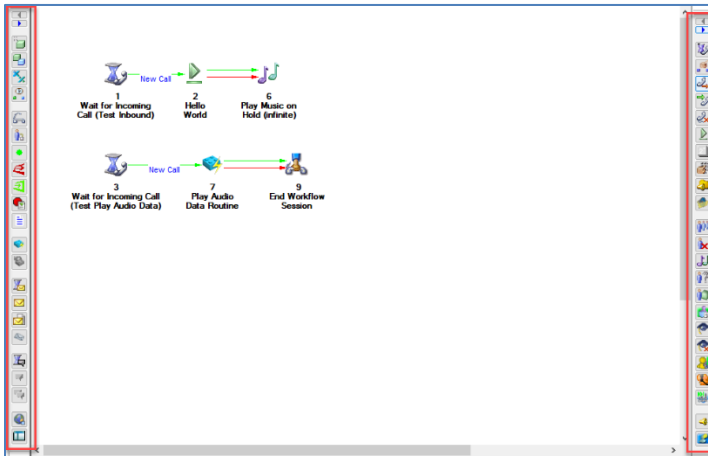 New Call
1
Wait for Incoming
Call (Test Inbound)
2
Hello
World
6
Play Music on
Hold (infinite)
New Call
3
Wait for Incoming Call
(Test Play Audio Data)
7
Play Audio
Data Routine
9
End Workflow
Session